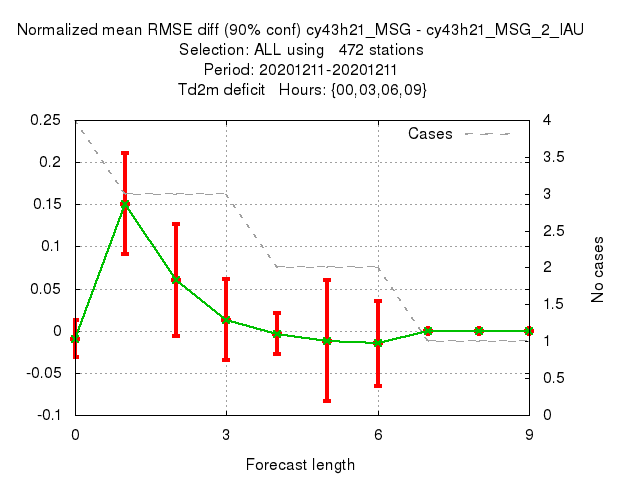 Normalized mean RMSE diff (90% conf) cy43h21_MSG - cy43h21_MSG_2_IAU
Selection: ALL using   472 stations
Period: 20201211-20201211
Td2m deficit   Hours: {00,03,06,09}
Cases
0.25
0.2
0.15
0.1
0.05
0
-0.05
-0.1
4
3.5
3
2.5
2
1.5
1
0.5
0
No cases
0 3 6 9
Forecast length